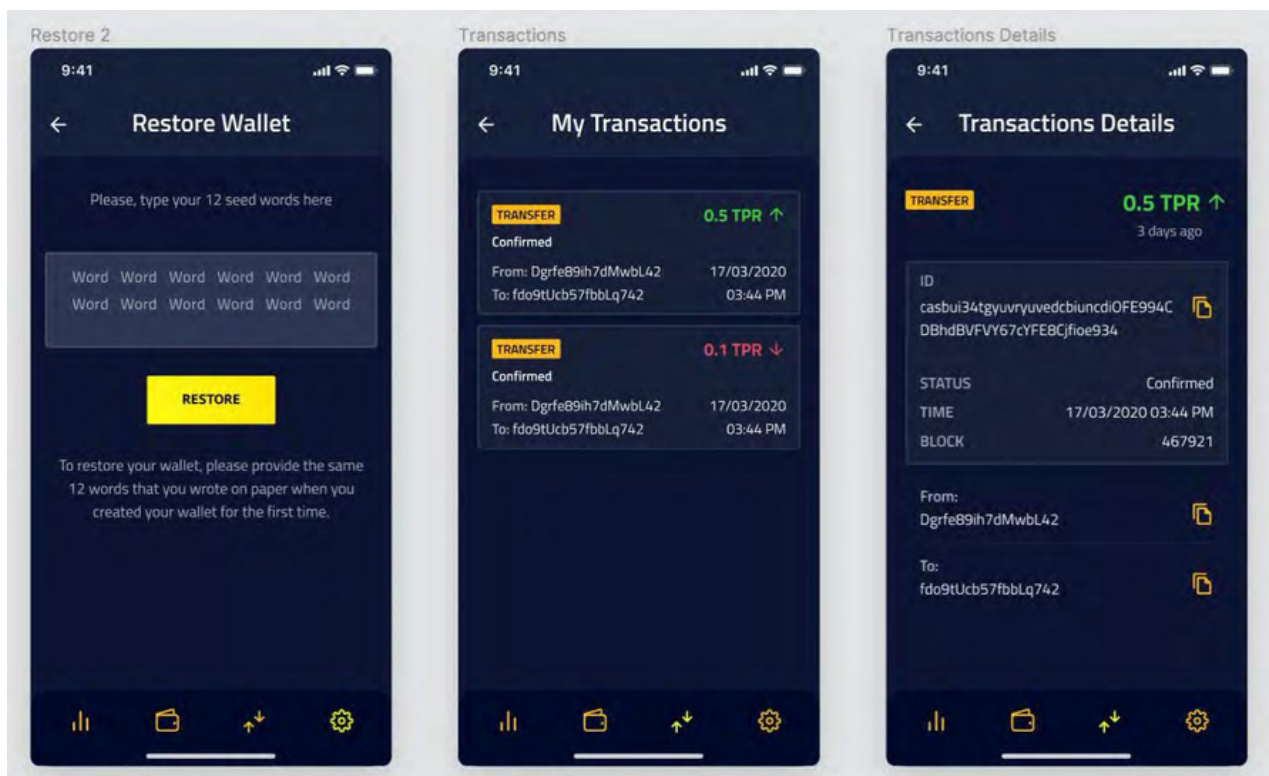 Restore 2
9:41
Restore Wallet
Please, type your 12 seed words here
Word Word Word Word Word Word
Word Word Word Word Word Word
RESTORE
To restore your wallet, please provide the same
12 words that you wrote on paper when you
created your wallet for the first time.
Transactions
9:41
My Transactions
TRANSFER 0.5 TPR ↑
Confirmed
From: Dgrfe89ih7dMwbL42 17/03/2020
To: fdo9tUcb57fbbLq742 03:44 PM
TRANSFER 0.1 TPR ↓
Confirmed
From: Dgrfe89ih7dMwbL42 17/03/2020
To: fdo9tUcb57fbbLq742 03:44 PM
Transactions Details
9:41
Transactions Details
TRANSFER 0.5 TPR ↑
3 days ago
ID
casbui34tgyuvryuvedcbiuncdiOFE994C
DBhdBVFVY67cYFE8Cjfioe934
STATUS Confirmed
TIME 17/03/2020 03:44 PM
BLOCK 467921
From:
Dgrfe89ih7dMwbL42
To:
fdo9tUcb57fbbLq742